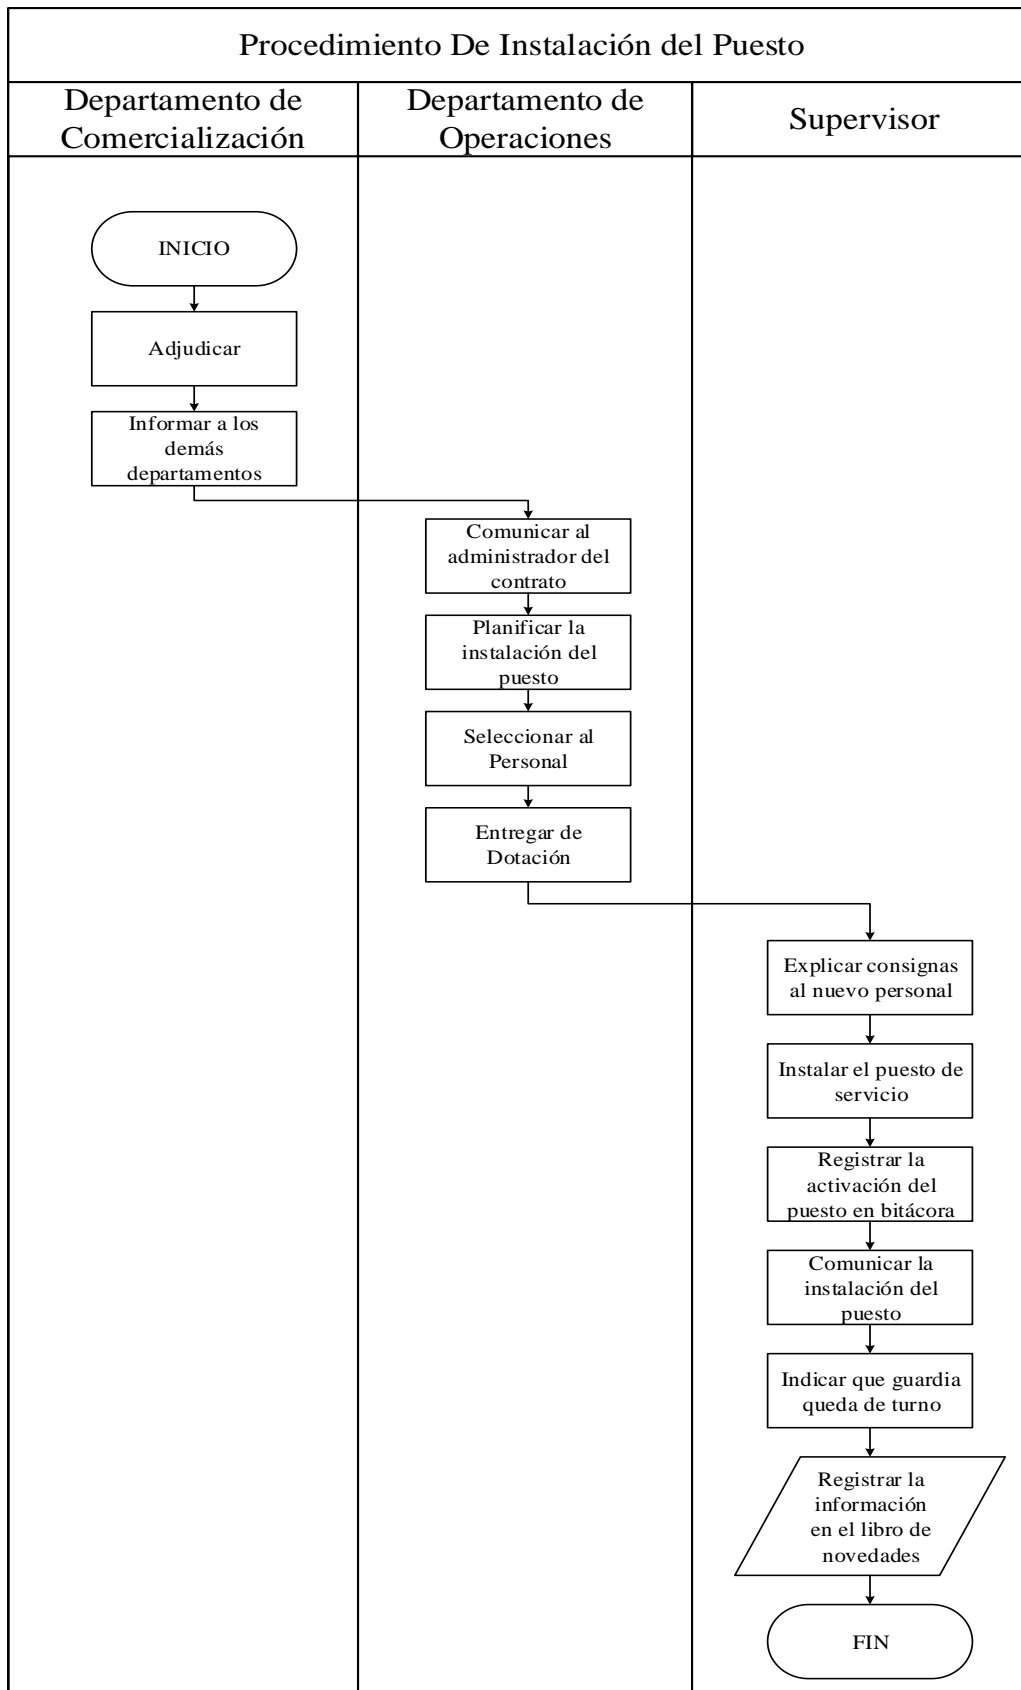 Procedimiento De Instalación del Puesto
Departamento de
Comercialización
Departamento de
Operaciones
Supervisor
INICIO
Adjudicar
Informar a los
demás
departamentos
Comunicar al
administrador del
contrato
Planificar la
instalación del
puesto
Seleccionar al
Personal
Entregar de
Dotación
Explicar consignas
al nuevo personal
Instalar el puesto de
servicio
Registrar la
activación del
puesto en bitácora
Comunicar la
instalación del
puesto
Indicar que guardia
queda de turno
Registrar la
información
en el libro de
novedades
FIN